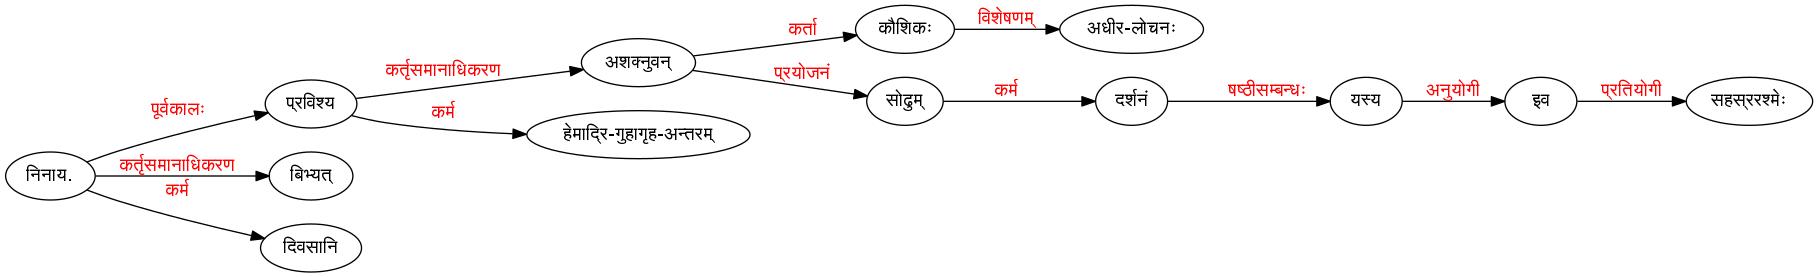 कर्ता
कौशिकः
विशेषणम्
अधीर-लोचनः
कर्तृसमानाधिकरण
अशक्नुवन्
प्रयोजनं
पूर्वकालः
प्रविश्य
कर्म
सोढुम्
कर्म
दर्शनं
षष्ठीसम्बन्धः
यस्य
अनुयोगी
इव
प्रतियोगी
सहस्ररश्मेः
हेमाद्रि-गुहागृह-अन्तरम्
निनाय.
कर्तृसमानाधिकरण
बिभ्यत्
कर्म
दिवसानि